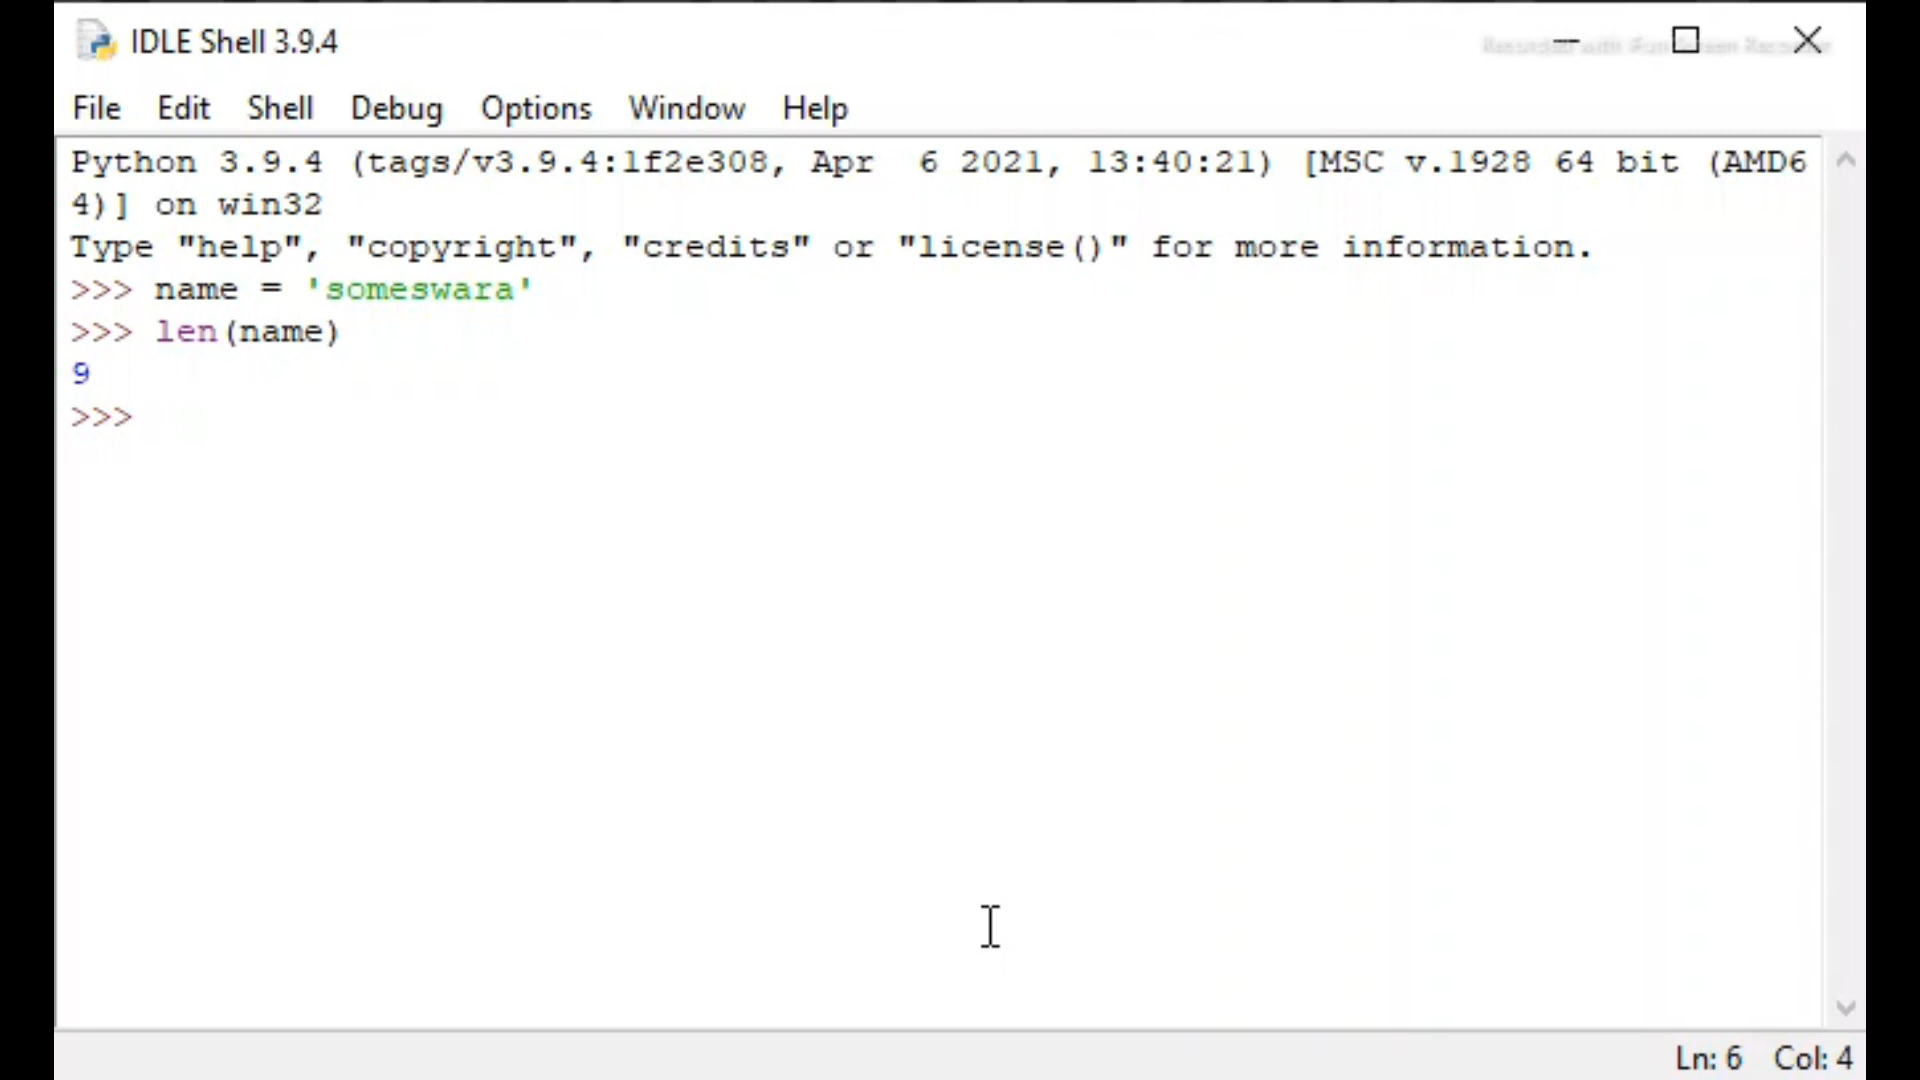 IDLE Shell 3.9.4
File Edit Shell Debug Options Window Help
Python 3.9.4 (tags/v3.9.4:1f2e308, Apr  6 2021, 13:40:21) [MSC v.1928 64 bit (AMD6
4)] on win32
Type "help", "copyright", "credits" or "license()" for more information.
>>> name = 'someswara'
>>> len(name)
9
>>>
Ln: 6 Col: 4